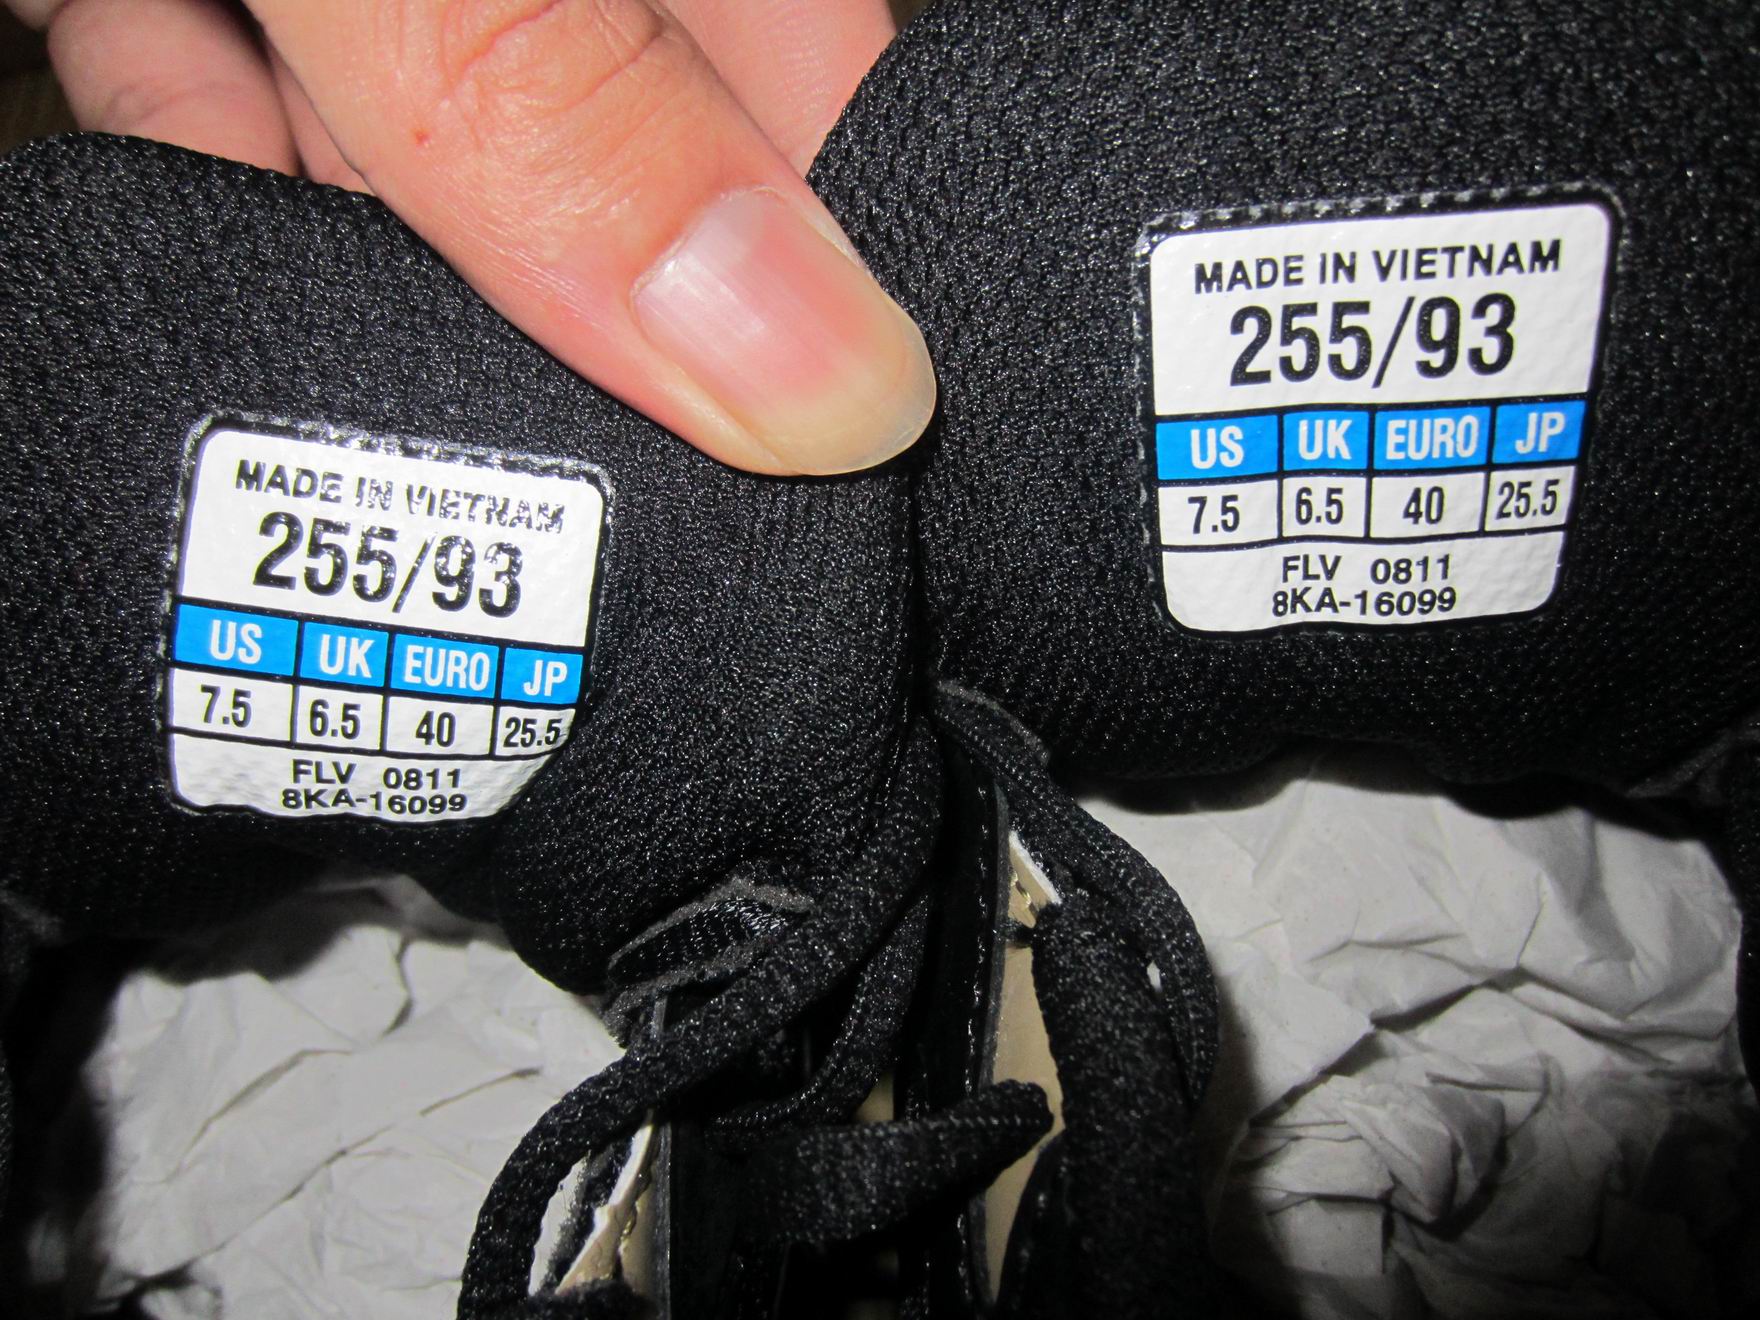 MADE IN VIETNAM
255/93
US UK EURO JP
7.5 6.5 40 25.5
FLV 0811
8KA-16099
MADE IN VIETNAM
255/93
US UK EURO JP
7.5 6.5 40 25.5
FLV 0811
8KA-16099